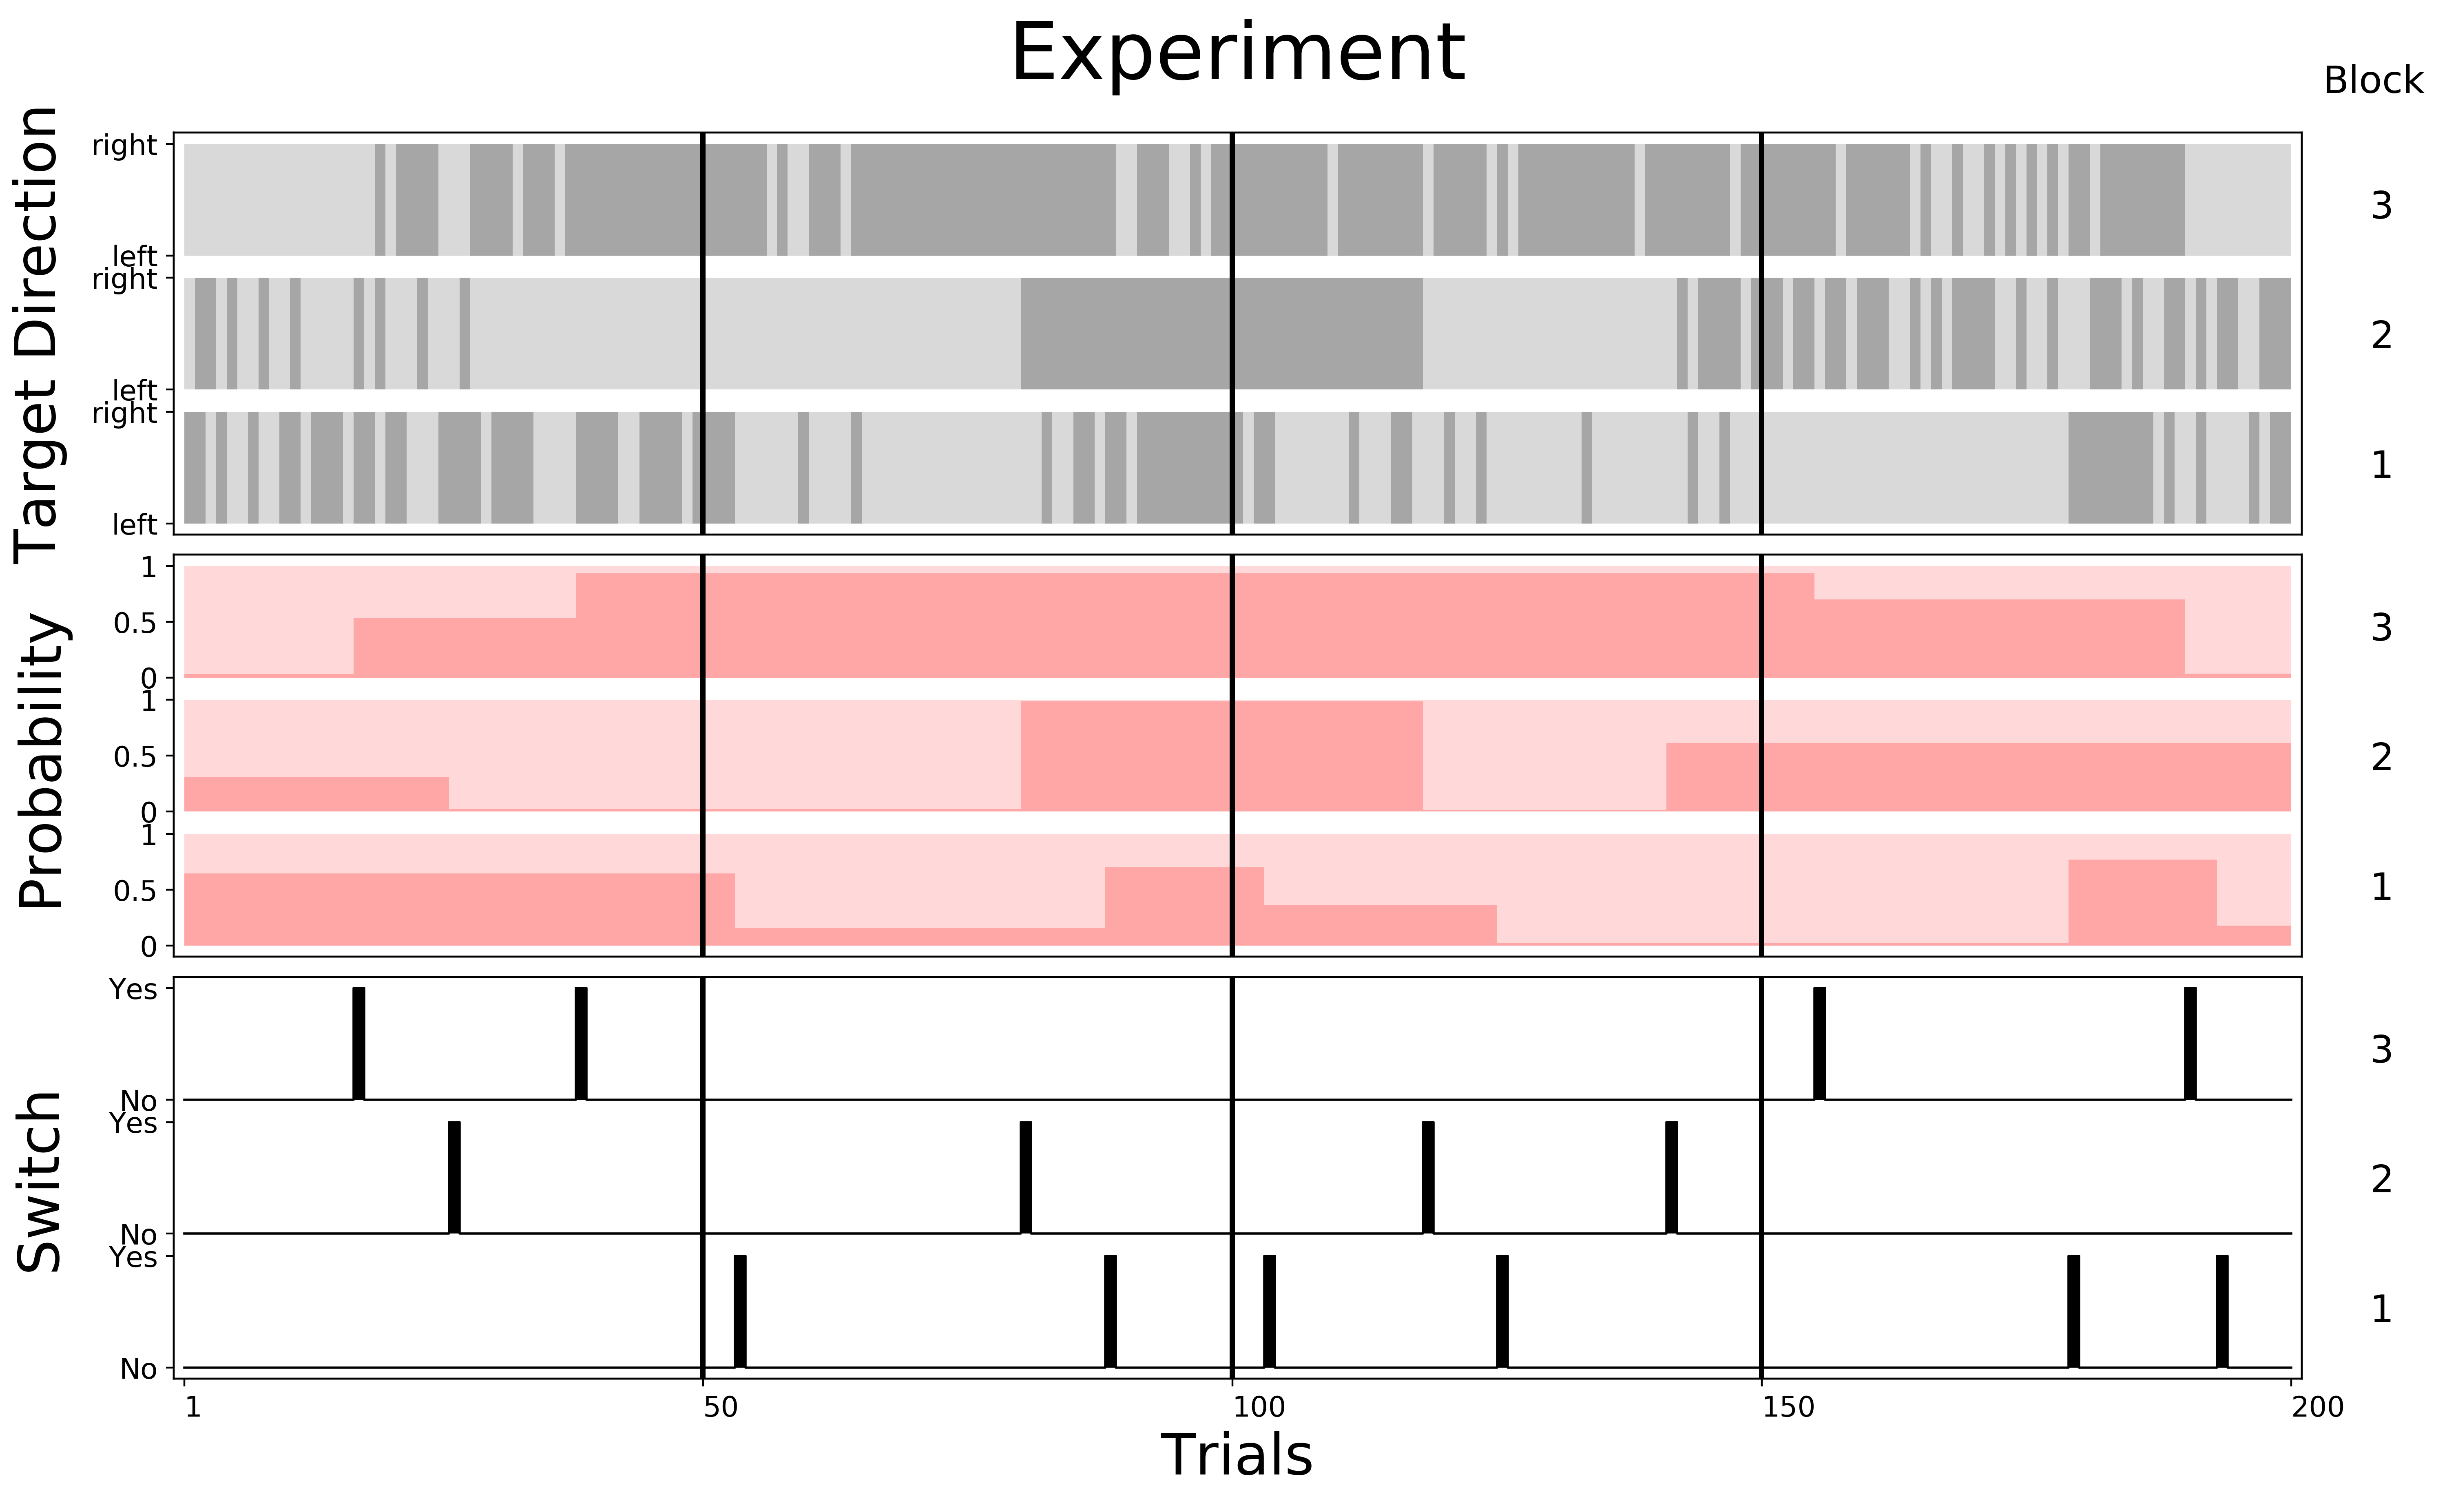 Experiment
Block
Target Direction
right
left
3
right
left
2
right
left
1
Probability
1
0.5
0
3
1
0.5
0
2
1
0.5
0
1
Switch
Yes
No
3
Yes
No
2
Yes
No
1
1 50 100 150 200
Trials